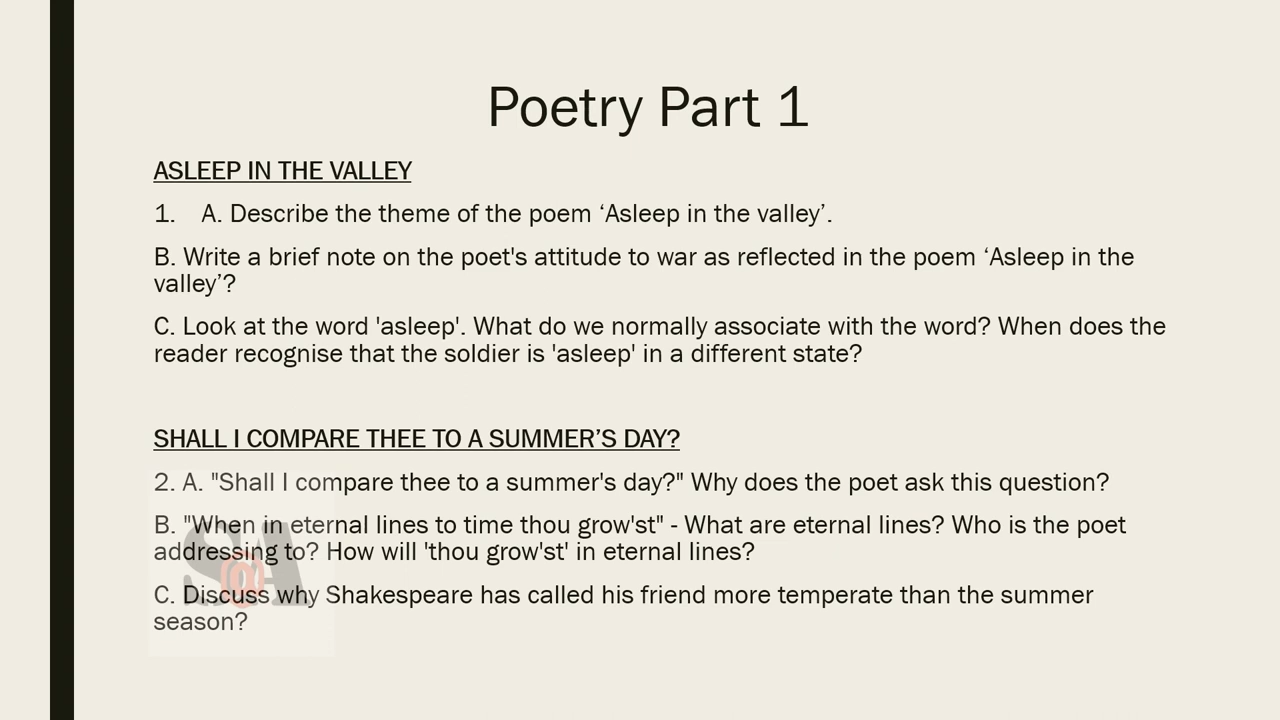 Poetry Part 1
ASLEEP IN THE VALLEY
1. A. Describe the theme of the poem ‘Asleep in the valley’.
B. Write a brief note on the poet's attitude to war as reflected in the poem ‘Asleep in the
valley’?
C. Look at the word 'asleep'. What do we normally associate with the word? When does the
reader recognise that the soldier is 'asleep' in a different state?
SHALL I COMPARE THEE TO A SUMMER’S DAY?
2. A. "Shall I compare thee to a summer's day?" Why does the poet ask this question?
B. "When in eternal lines to time thou grow'st" - What are eternal lines? Who is the poet
addressing to? How will 'thou grow'st' in eternal lines?
S@A
C. Discuss why Shakespeare has called his friend more temperate than the summer
season?